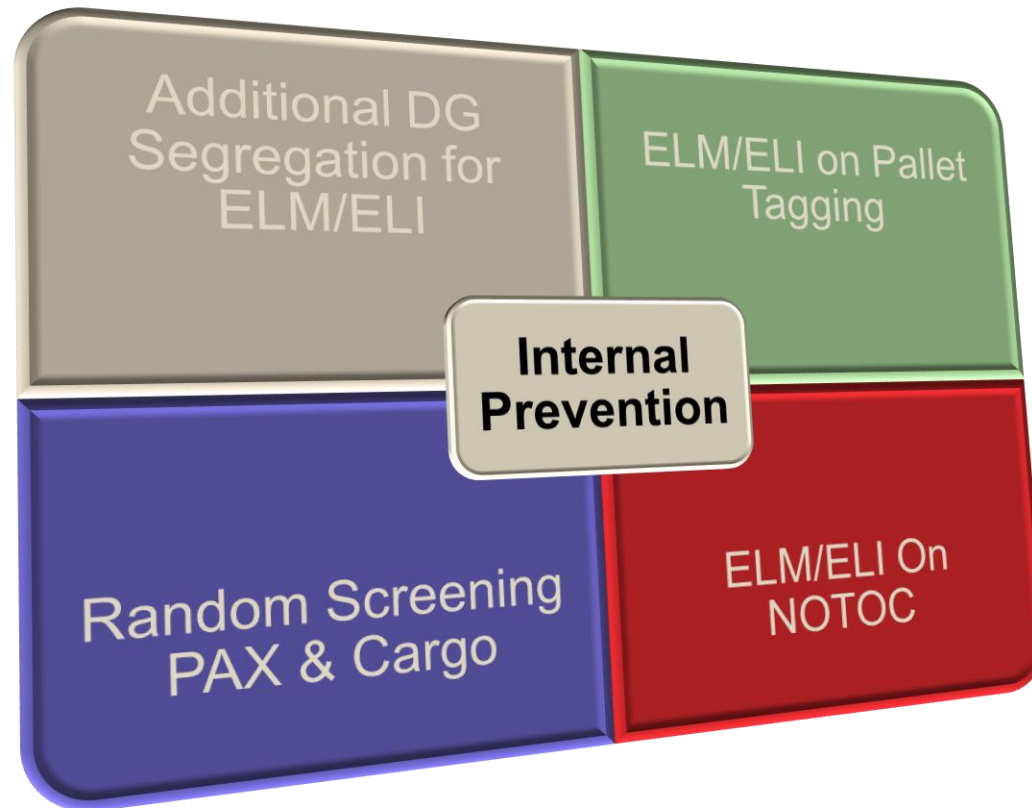 Additional DG
Segregation for
ELM/ELI
ELM/ELI on Pallet
Tagging
Internal
Prevention
Random Screening
PAX & Cargo
ELM/ELI On
NOTOC